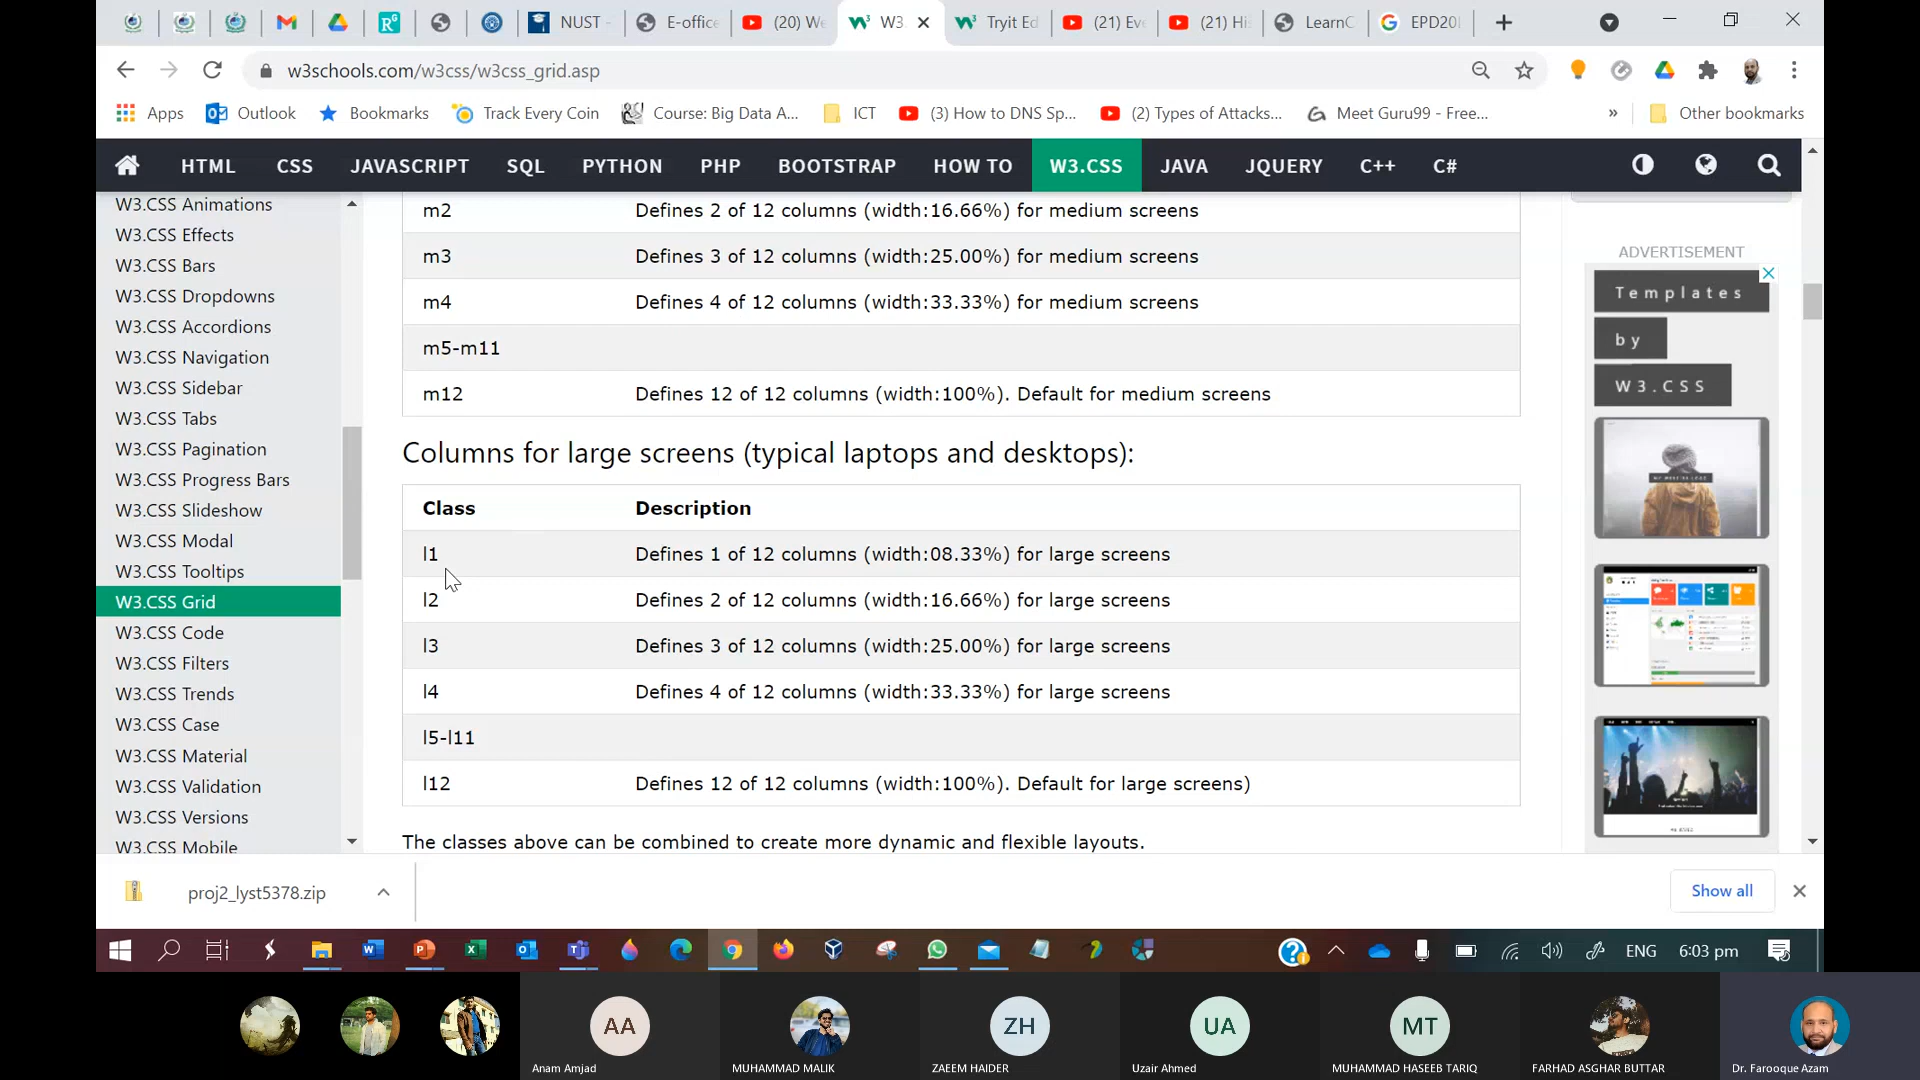 NUST -
E-office
(20) We
W3
Tryit Ed
(21) Eve
(21) Hi
LearnC
EPD20
w3schools.com/w3css/w3css_grid.asp
Apps
Outlook
Bookmarks
Track Every Coin
Course: Big Data A...
ICT
(3) How to DNS Sp...
(2) Types of Attacks...
Meet Guru99 - Free...
»
Other bookmarks
HTML
CSS
JAVASCRIPT
SQL
PYTHON
PHP
BOOTSTRAP
HOW TO
W3.CSS
JAVA
JQUERY
C++
C#
W3.CSS Animations
W3.CSS Effects
W3.CSS Bars
W3.CSS Dropdowns
W3.CSS Accordions
W3.CSS Navigation
W3.CSS Sidebar
W3.CSS Tabs
W3.CSS Pagination
W3.CSS Progress Bars
W3.CSS Slideshow
W3.CSS Modal
W3.CSS Tooltips
W3.CSS Grid
W3.CSS Code
W3.CSS Filters
W3.CSS Trends
W3.CSS Case
W3.CSS Material
W3.CSS Validation
W3.CSS Versions
W3.CSS Mobile
m2 Defines 2 of 12 columns (width:16.66%) for medium screens
m3 Defines 3 of 12 columns (width:25.00%) for medium screens
m4 Defines 4 of 12 columns (width:33.33%) for medium screens
m5-m11
m12 Defines 12 of 12 columns (width:100%). Default for medium screens
Columns for large screens (typical laptops and desktops):
Class Description
l1 Defines 1 of 12 columns (width:08.33%) for large screens
l2 Defines 2 of 12 columns (width:16.66%) for large screens
l3 Defines 3 of 12 columns (width:25.00%) for large screens
l4 Defines 4 of 12 columns (width:33.33%) for large screens
l5-l11
l12 Defines 12 of 12 columns (width:100%). Default for large screens)
The classes above can be combined to create more dynamic and flexible layouts.
ADVERTISEMENT
Templates
by
W3.CSS
proj2_lyst5378.zip
Show all
ENG
6:03 pm
AA
ZH
UA
MT
Anam Amjad
MUHAMMAD MALIK
ZAEEM HAIDER
Uzair Ahmed
MUHAMMAD HASEEB TARIQ
FARHAD ASGHAR BUTTAR
Dr. Farooque Azam